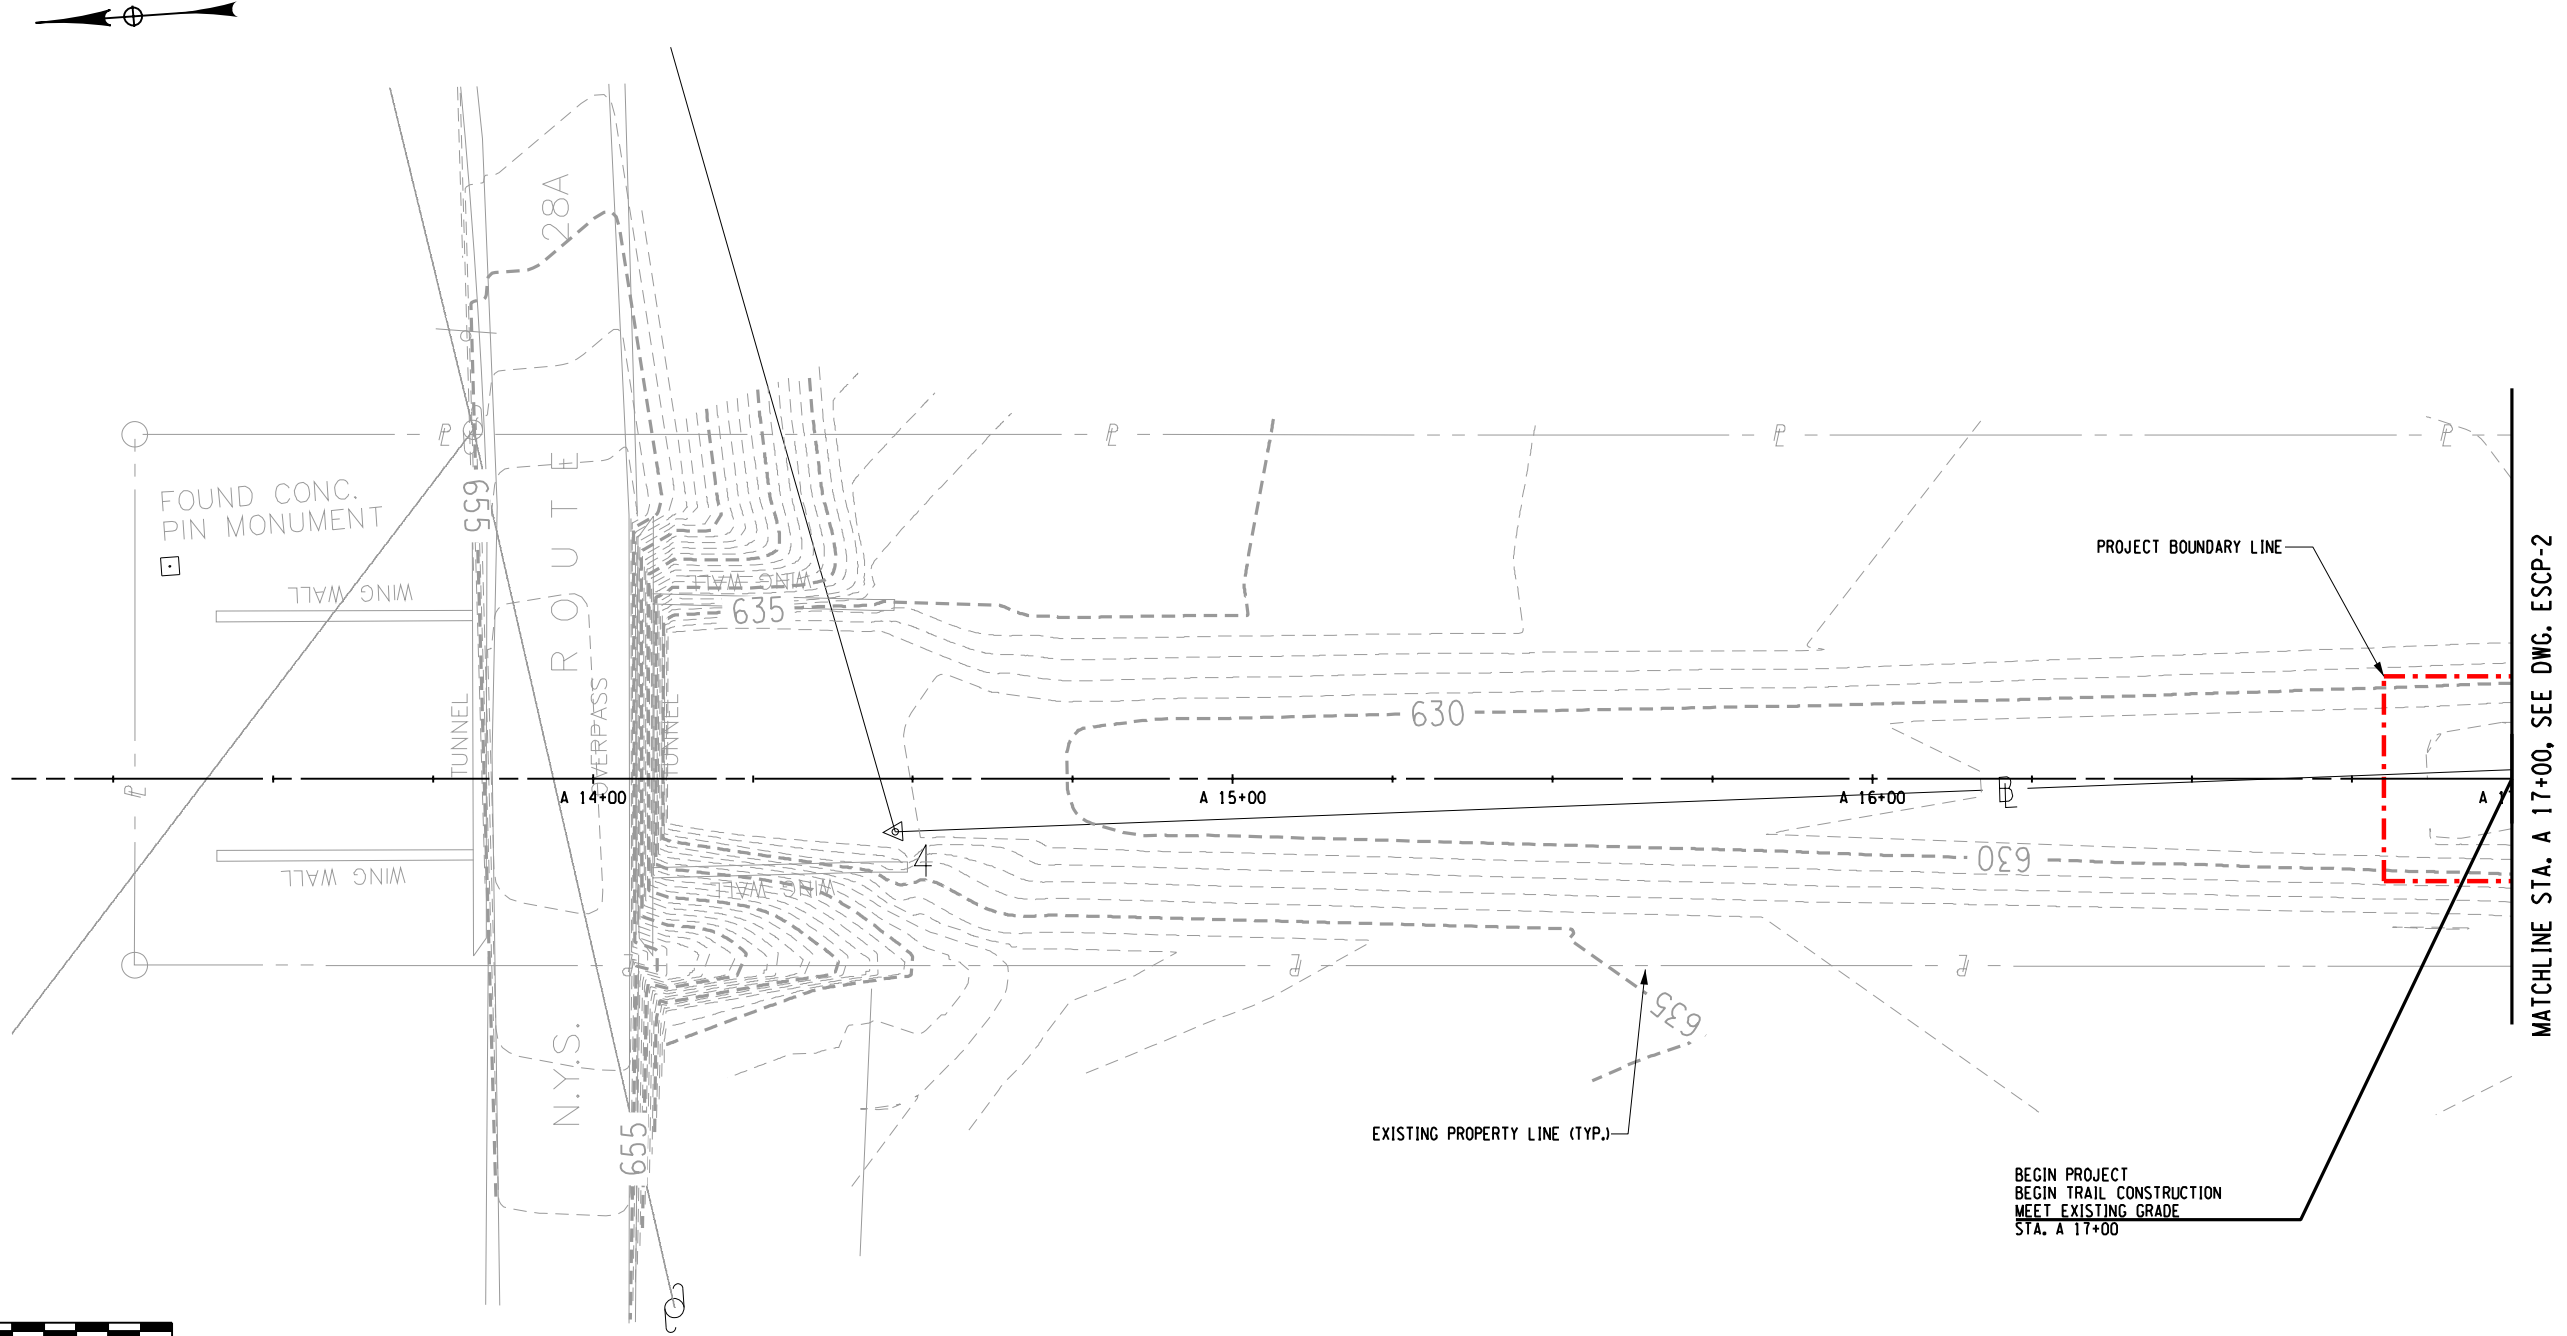 28A
FOUND CONC.
PIN MONUMENT
655
ROUTE
WING WALL
WING WALL
635
PROJECT BOUNDARY LINE
MATCHLINE STA. A 17+00, SEE DWG. ESCP-2
TUNNEL
OVERPASS
TUNNEL
630
A 14+00
A 15+00
A 16+00
A 1
4
630
WING WALL
WING WALL
635
N.Y.S.
655
EXISTING PROPERTY LINE (TYP.)
BEGIN PROJECT
BEGIN TRAIL CONSTRUCTION
MEET EXISTING GRADE
STA. A 17+00